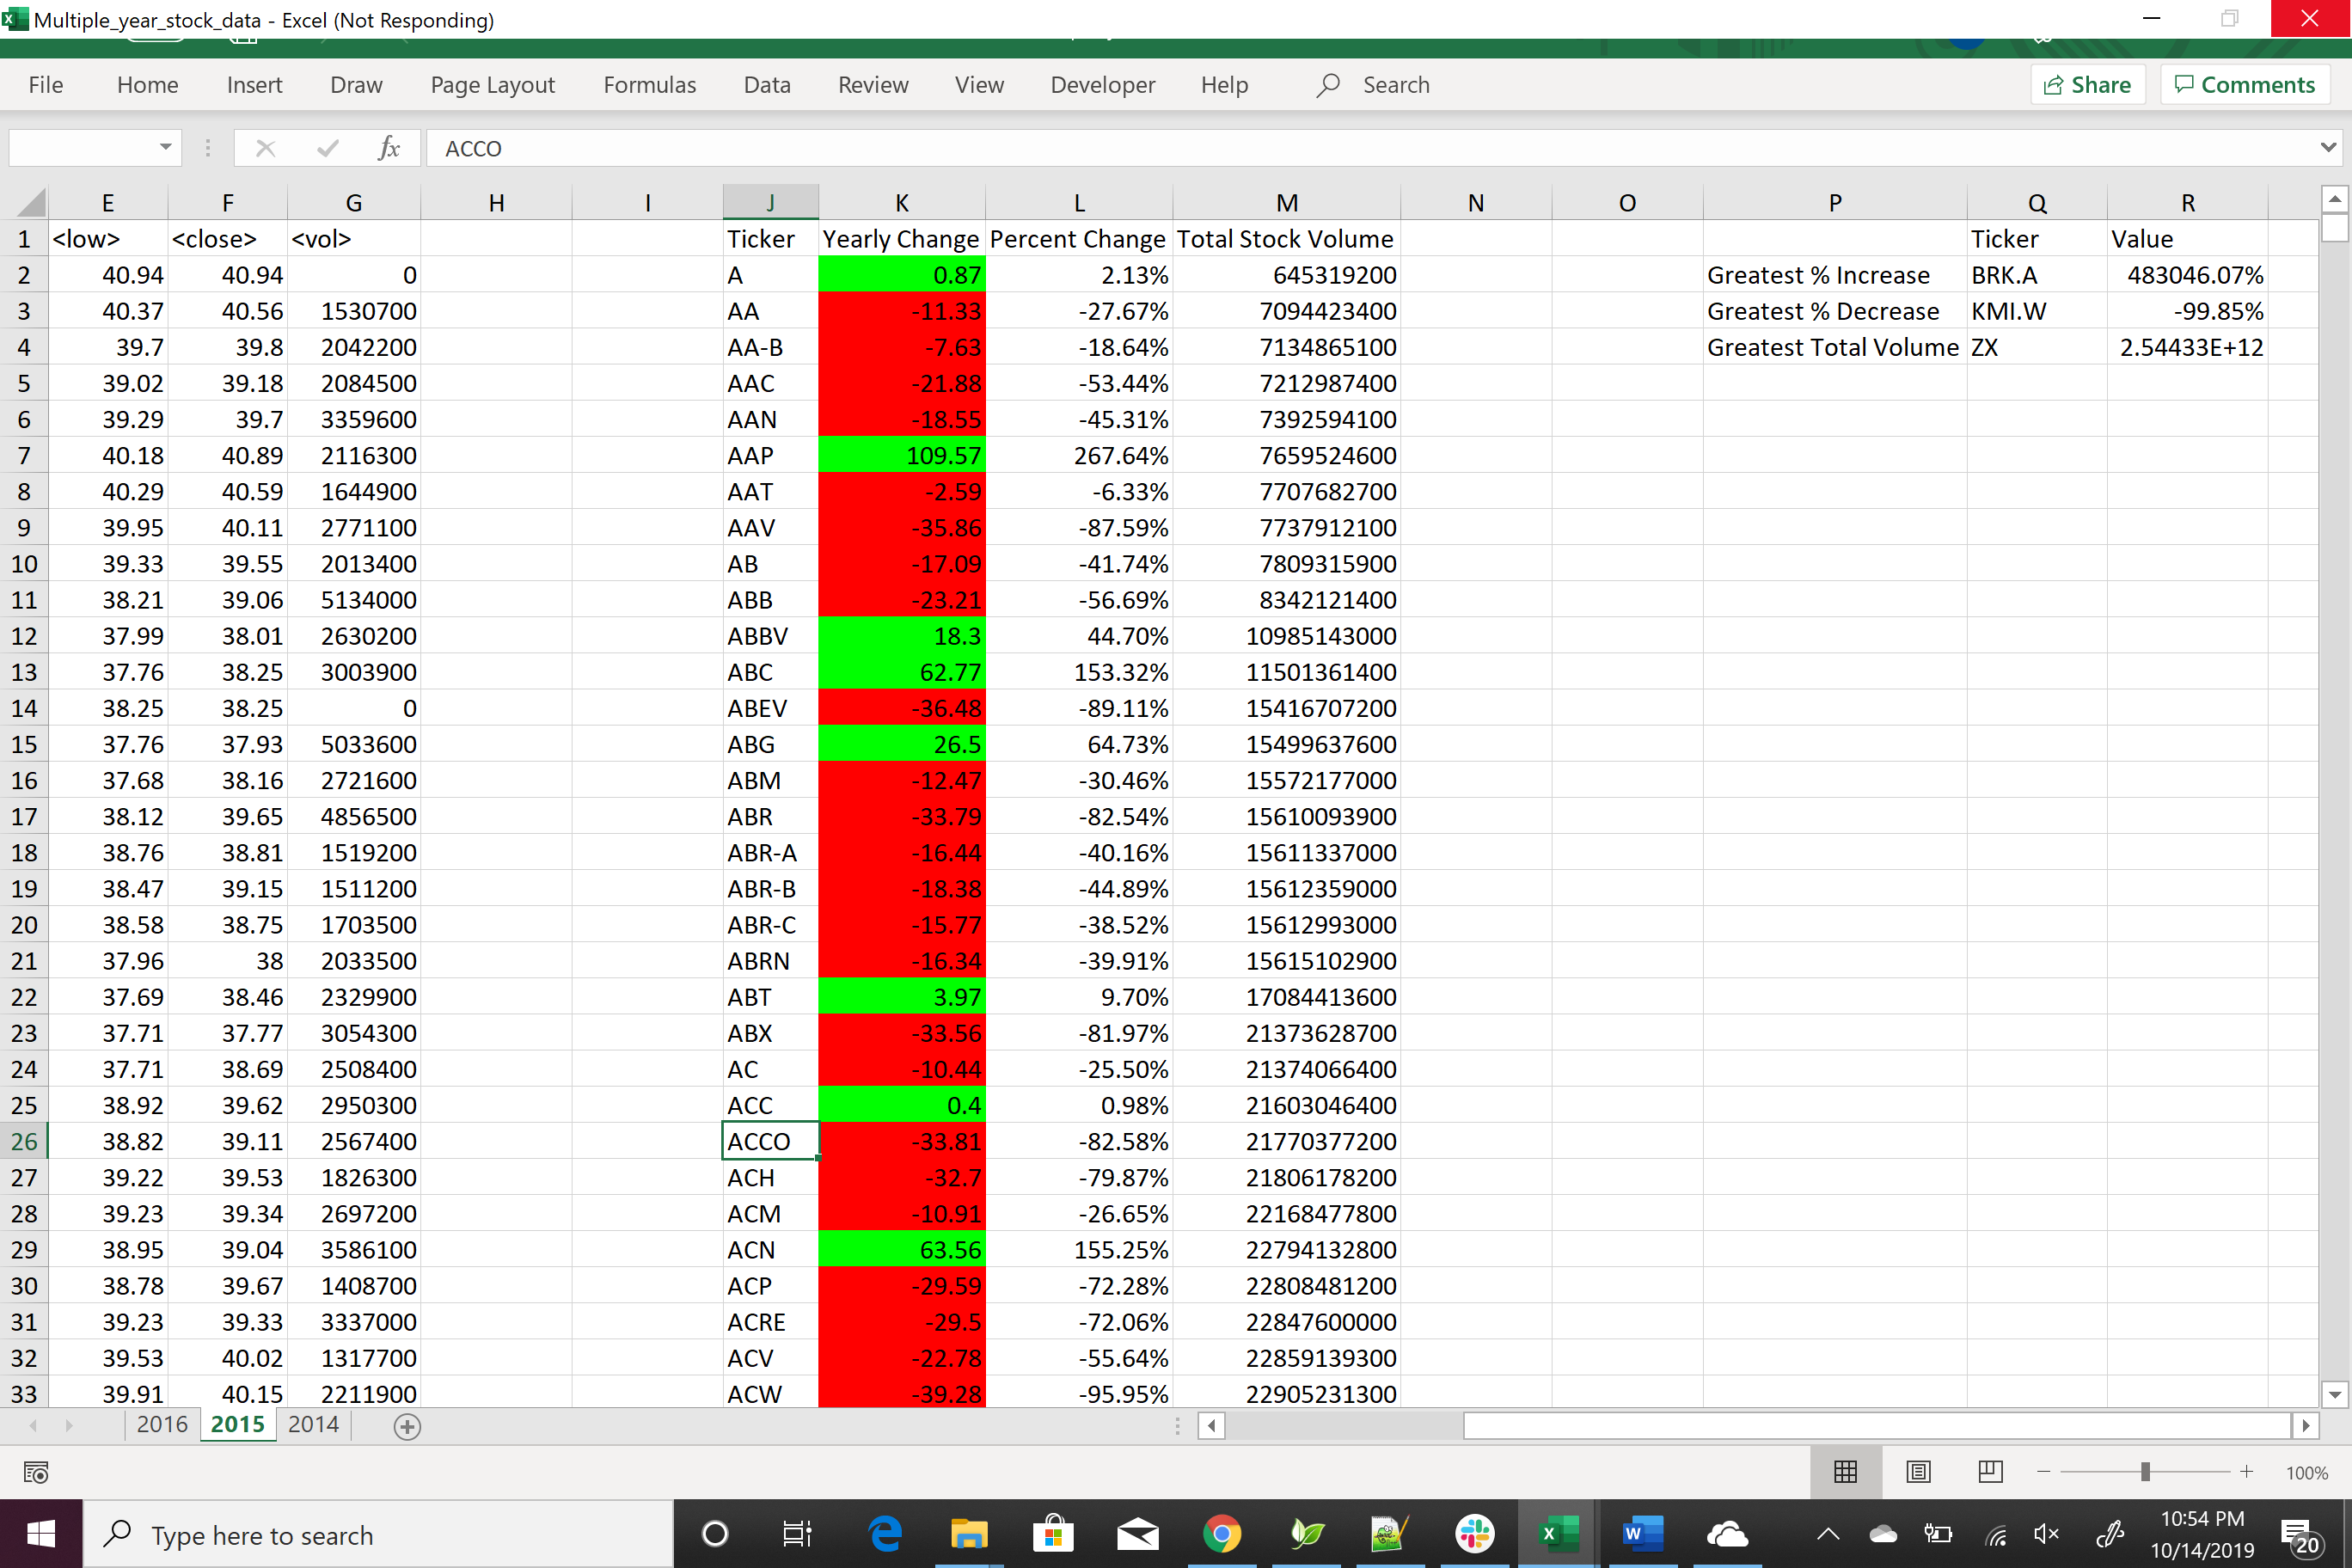 Multiple_year_stock_data - Excel (Not Responding)
File Home Insert Draw Page Layout Formulas Data Review View Developer Help Search Share Comments
fx ACCO
E F G H I J K L M N O P Q R
1 <low> <close> <vol> Ticker Yearly Change Percent Change Total Stock Volume Ticker Value
2 40.94 40.94 0 A 0.87 2.13% 645319200 Greatest % Increase BRK.A 483046.07%
3 40.37 40.56 1530700 AA -11.33 -27.67% 7094423400 Greatest % Decrease KMI.W -99.85%
4 39.7 39.8 2042200 AA-B -7.63 -18.64% 7134865100 Greatest Total Volume ZX 2.54433E+12
5 39.02 39.18 2084500 AAC -21.88 -53.44% 7212987400
6 39.29 39.7 3359600 AAN -18.55 -45.31% 7392594100
7 40.18 40.89 2116300 AAP 109.57 267.64% 7659524600
8 40.29 40.59 1644900 AAT -2.59 -6.33% 7707682700
9 39.95 40.11 2771100 AAV -35.86 -87.59% 7737912100
10 39.33 39.55 2013400 AB -17.09 -41.74% 7809315900
11 38.21 39.06 5134000 ABB -23.21 -56.69% 8342121400
12 37.99 38.01 2630200 ABBV 18.3 44.70% 10985143000
13 37.76 38.25 3003900 ABC 62.77 153.32% 11501361400
14 38.25 38.25 0 ABEV -36.48 -89.11% 15416707200
15 37.76 37.93 5033600 ABG 26.5 64.73% 15499637600
16 37.68 38.16 2721600 ABM -12.47 -30.46% 15572177000
17 38.12 39.65 4856500 ABR -33.79 -82.54% 15610093900
18 38.76 38.81 1519200 ABR-A -16.44 -40.16% 15611337000
19 38.47 39.15 1511200 ABR-B -18.38 -44.89% 15612359000
20 38.58 38.75 1703500 ABR-C -15.77 -38.52% 15612993000
21 37.96 38 2033500 ABRN -16.34 -39.91% 15615102900
22 37.69 38.46 2329900 ABT 3.97 9.70% 17084413600
23 37.71 37.77 3054300 ABX -33.56 -81.97% 21373628700
24 37.71 38.69 2508400 AC -10.44 -25.50% 21374066400
25 38.92 39.62 2950300 ACC 0.4 0.98% 21603046400
26 38.82 39.11 2567400 ACCO -33.81 -82.58% 21770377200
27 39.22 39.53 1826300 ACH -32.7 -79.87% 21806178200
28 39.23 39.34 2697200 ACM -10.91 -26.65% 22168477800
29 38.95 39.04 3586100 ACN 63.56 155.25% 22794132800
30 38.78 39.67 1408700 ACP -29.59 -72.28% 22808481200
31 39.23 39.33 3337000 ACRE -29.5 -72.06% 22847600000
32 39.53 40.02 1317700 ACV -22.78 -55.64% 22859139300
33 39.91 40.15 2211900 ACW -39.28 -95.95% 22905231300
2016 2015 2014
100%
Type here to search
10:54 PM
10/14/2019
20